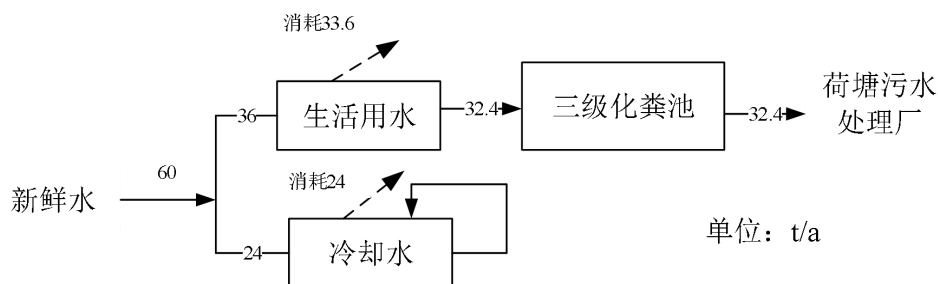 消耗33.6
36
生活用水
32.4
三级化粪池
32.4
荷塘污水
处理厂
新鲜水
60
消耗24
24
冷却水
单位：t/a